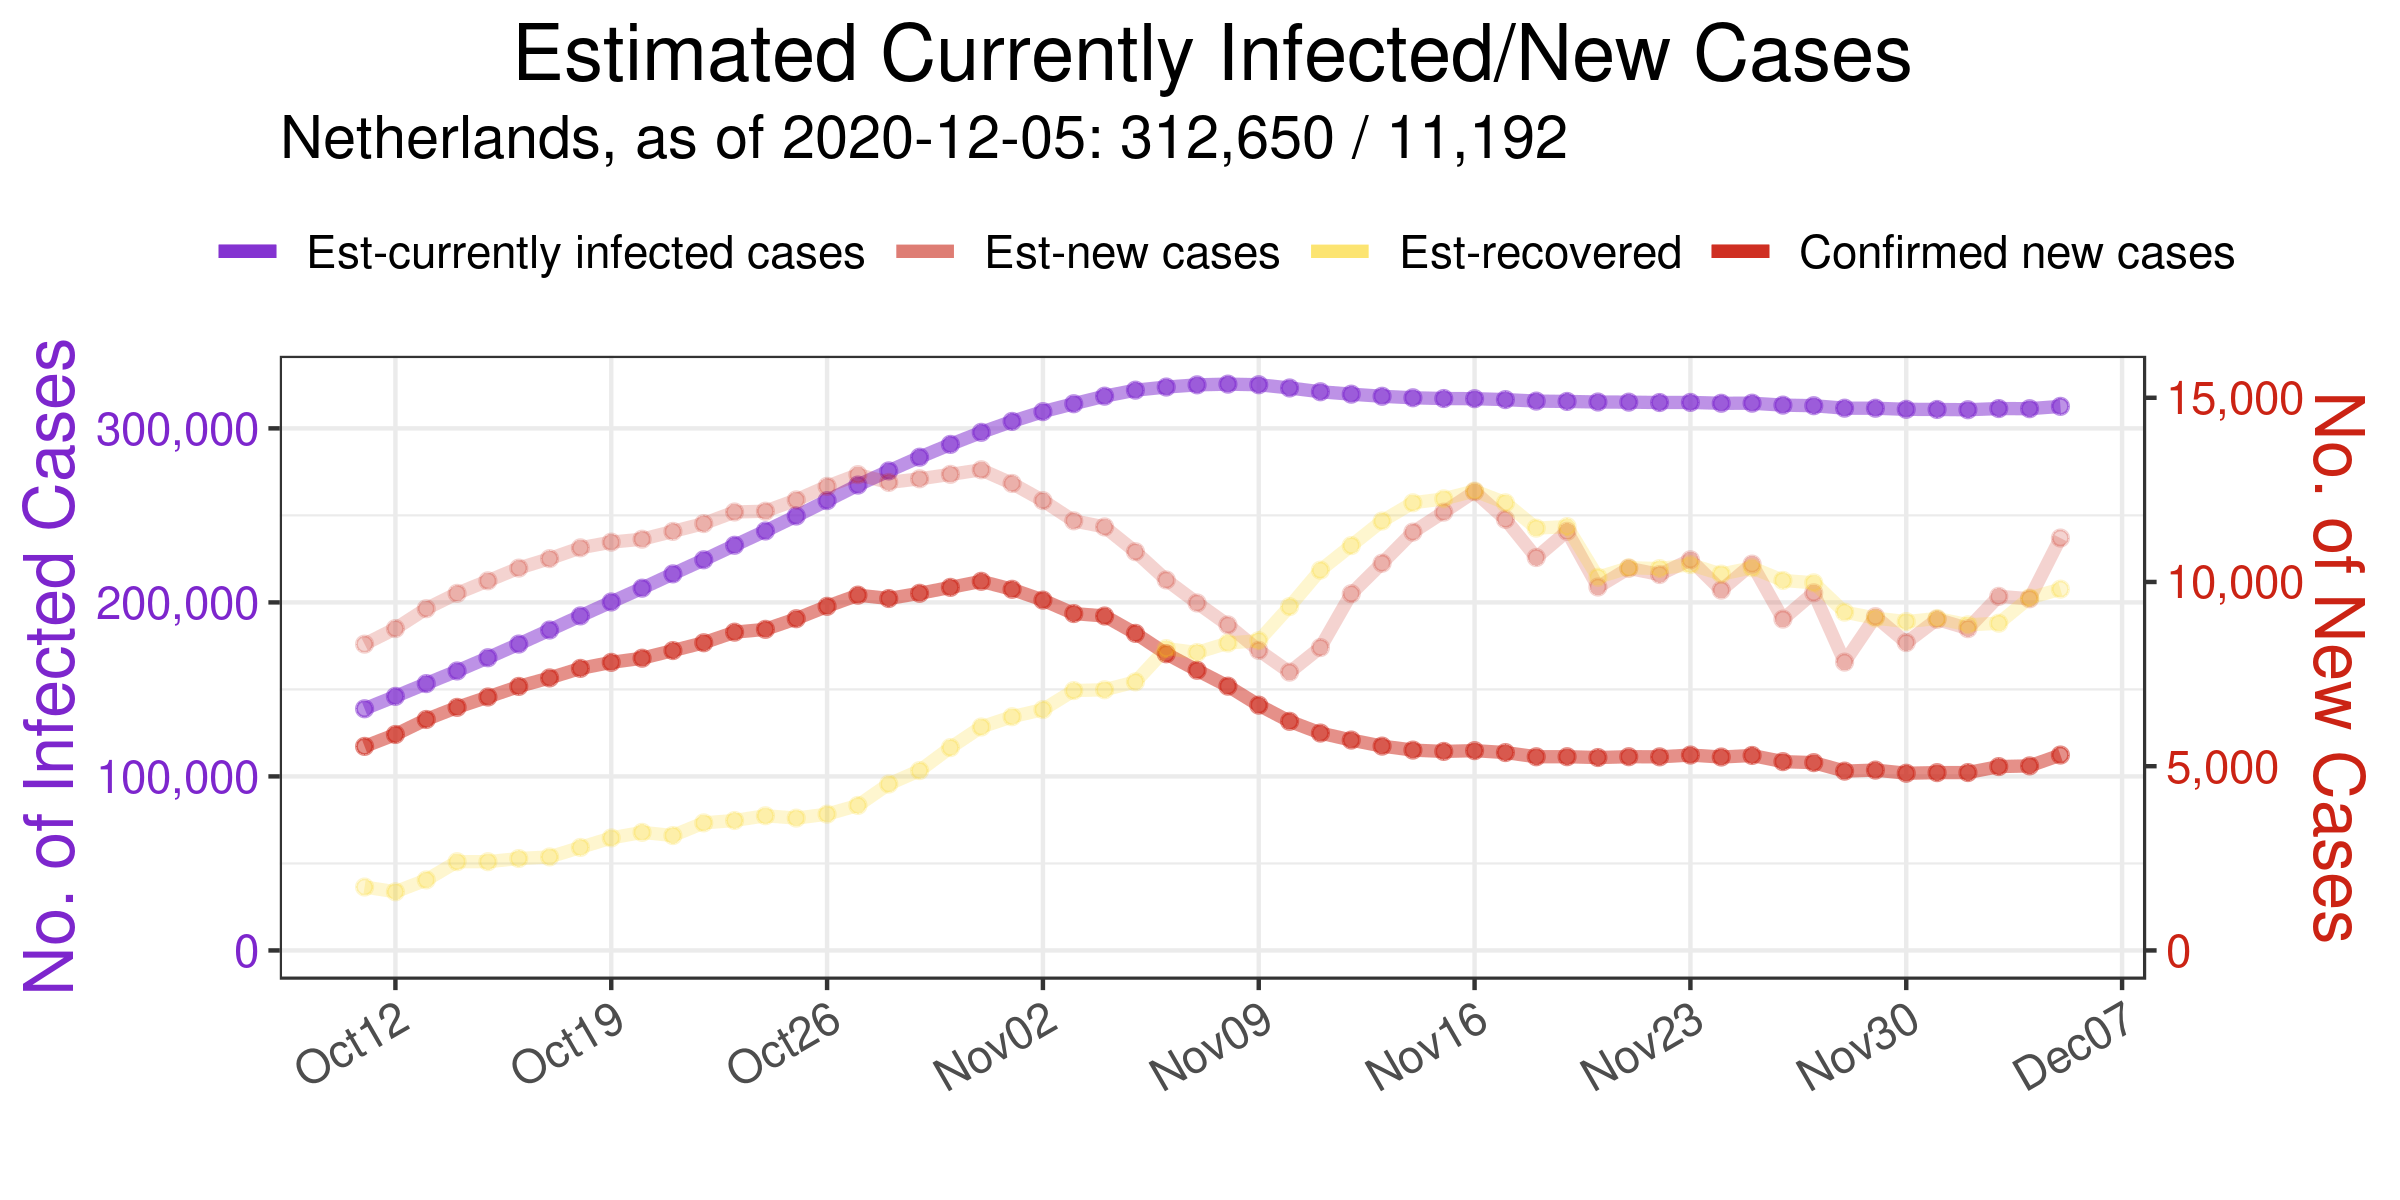 Estimated Currently Infected/New Cases
Netherlands, as of 2020-12-05: 312,650 / 11,192
Est-currently infected cases Est-new cases Est-recovered Confirmed new cases
No. of Infected Cases
300,000
200,000
100,000
0
15,000
10,000
5,000
0
No. of New Cases
Oct12 Oct19 Oct26 Nov02 Nov09 Nov16 Nov23 Nov30 Dec07